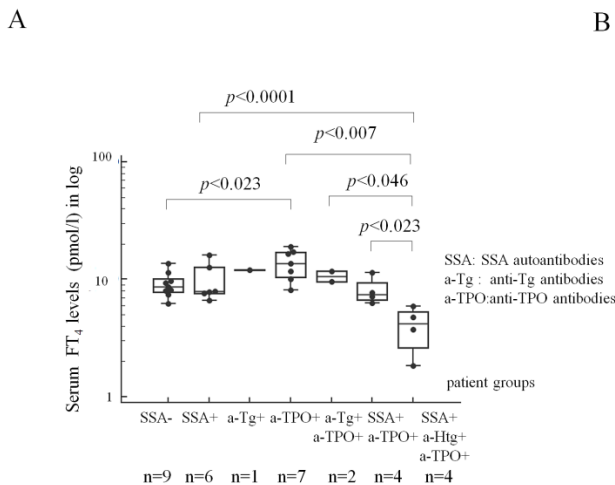 A
B
p<0.0001
p<0.007
p<0.023
p<0.046
p<0.023
Serum FT4 levels (pmol/l) in log
100
10
1
SSA: SSA autoantibodies
a-Tg : anti-Tg antibodies
a-TPO:anti-TPO antibodies
patient groups
SSA- SSA+ a-Tg+ a-TPO+ a-Tg+ SSA+ SSA+
a-TPO+ a-TPO+ a-Htg+
a-TPO+
n=9 n=6 n=1 n=7 n=2 n=4 n=4